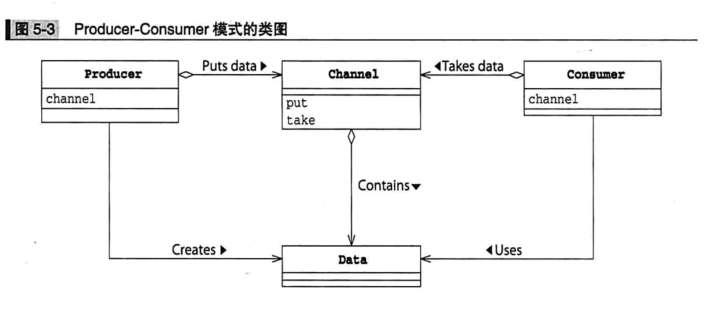 图 5-3 Producer-Consumer 模式的类图
Producer
channel
Puts data ▶
Channel
put
take
◀Takes data
Consumer
channel
Contains▼
Creates ▶
Data
◀Uses